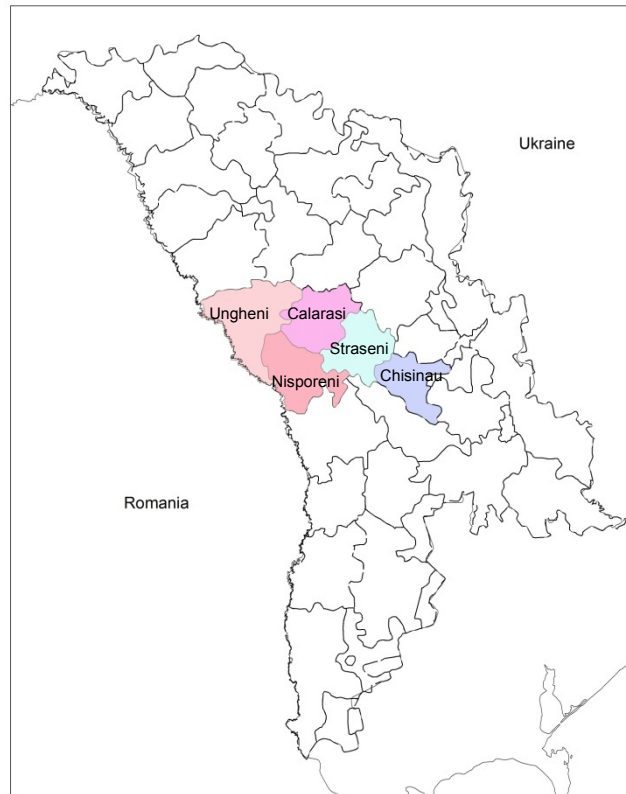 Ukraine
Ungheni
Calarasi
Straseni
Nisporeni
Chisinau
Romania